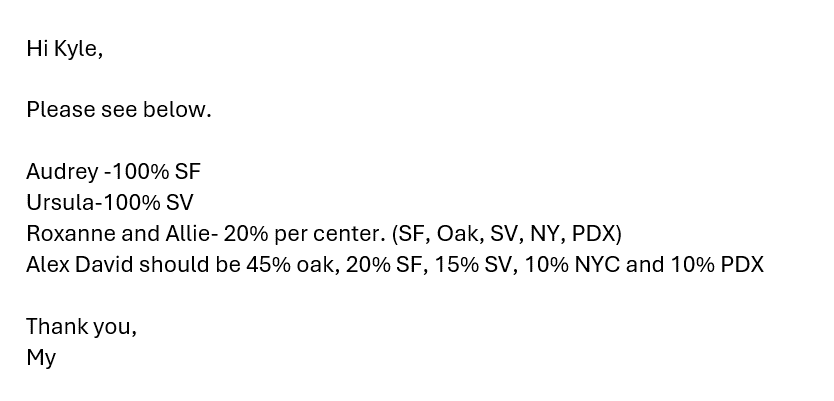 Hi Kyle,
Please see below.
Audrey -100% SF
Ursula-100% SV
Roxanne and Allie- 20% per center. (SF, Oak, SV, NY, PDX)
Alex David should be 45% oak, 20% SF, 15% SV, 10% NYC and 10% PDX
Thank you,
My